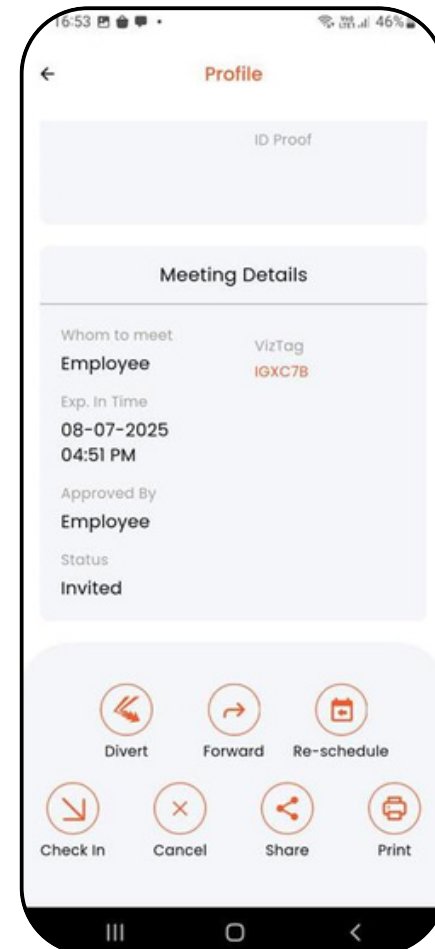 16:53 46%
Profile
ID Proof
Meeting Details
Whom to meet
Employee
VizTag
IGXC7B
Exp. In Time
08-07-2025
04:51 PM
Approved By
Employee
Status
Invited
Divert Forward Re-schedule
Check In Cancel Share Print